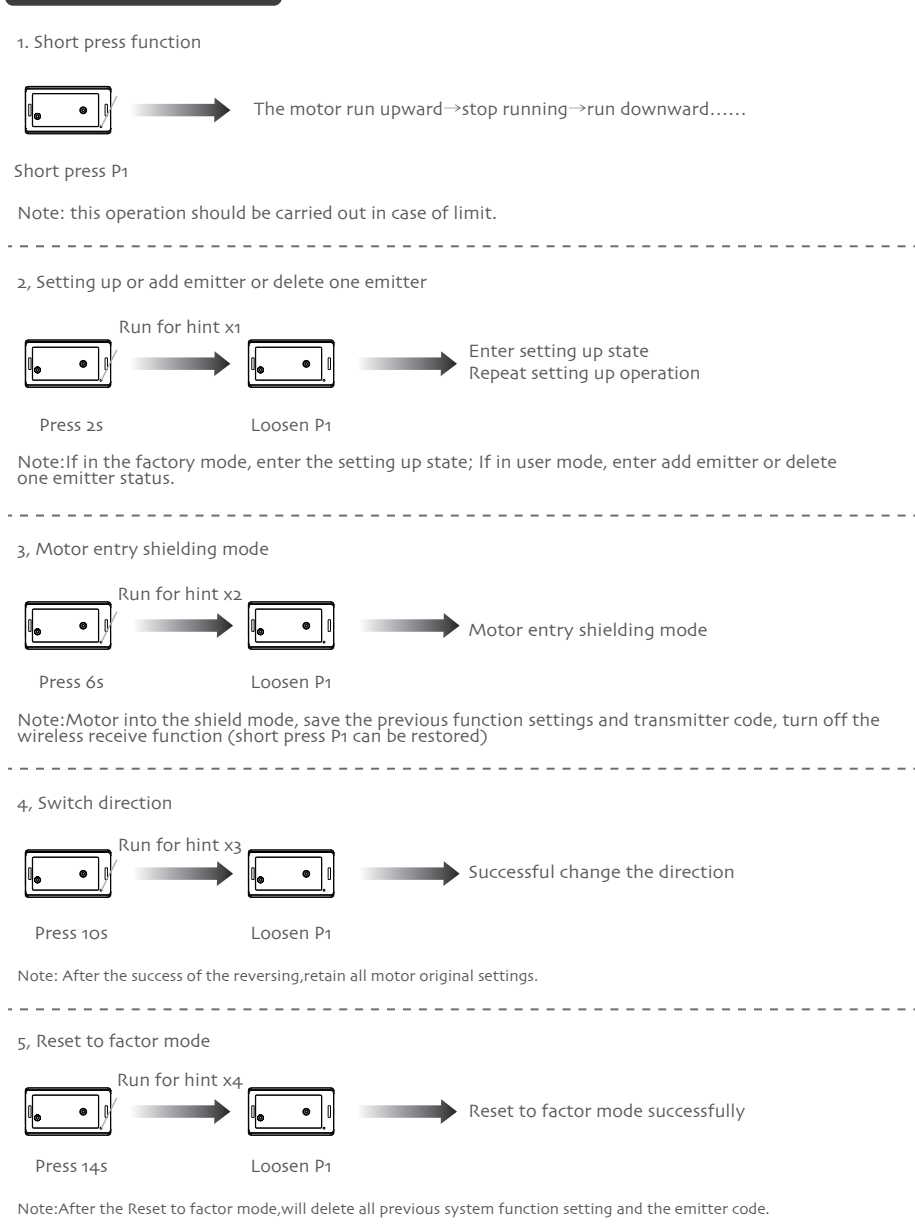 1. Short press function
The motor run upward→stop running→run downward......
Short press P1
Note: this operation should be carried out in case of limit.
2, Setting up or add emitter or delete one emitter
Run for hint x1
Enter setting up state
Repeat setting up operation
Press 2s
Loosen P1
Note:If in the factory mode, enter the setting up state; If in user mode, enter add emitter or delete
one emitter status.
3, Motor entry shielding mode
Run for hint x2
Motor entry shielding mode
Press 6s
Loosen P1
Note:Motor into the shield mode, save the previous function settings and transmitter code, turn off the
wireless receive function (short press P1 can be restored)
4, Switch direction
Run for hint x3
Successful change the direction
Press 10s
Loosen P1
Note: After the success of the reversing,retain all motor original settings.
5, Reset to factor mode
Run for hint x4
Reset to factor mode successfully
Press 14s
Loosen P1
Note:After the Reset to factor mode,will delete all previous system function setting and the emitter code.